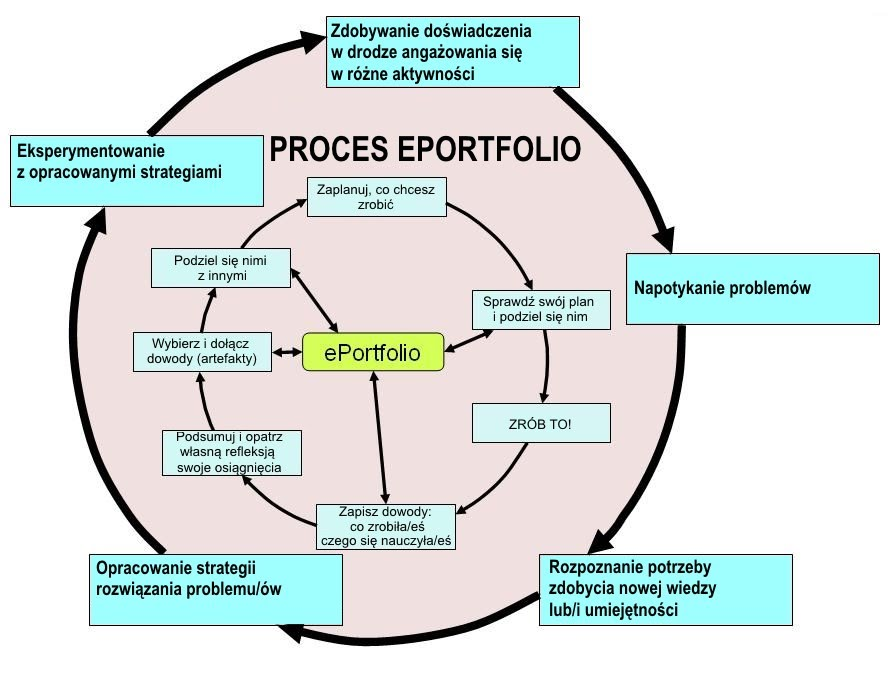 Zdobywanie doświadczenia
w drodze angażowania się
w różne aktywności
Eksperymentowanie
z opracowanymi strategiami
PROCES EPORTFOLIO
Zaplanuj, co chcesz
zrobić
Podziel się nimi
z innymi
Napotykanie problemów
Sprawdź swój plan
i podziel się nim
Wybierz i dołącz
dowody (artefakty)
ePortfolio
ZRÓB TO!
Podsumuj i opatrz
własną refleksją
swoje osiągnięcia
Zapisz dowody:
co zrobiła/eś
czego się nauczyła/eś
Opracowanie strategii
rozwiązania problemu/ów
Rozpoznanie potrzeby
zdobycia nowej wiedzy
lub/i umiejętności